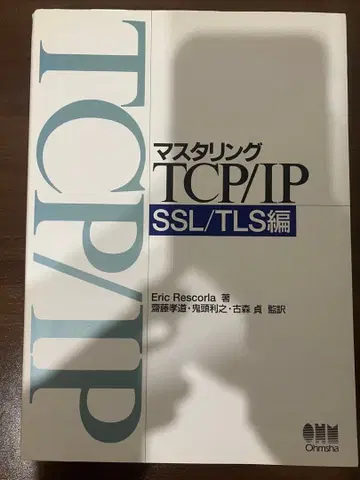 TCP/IP
マスタリング
TCP/IP
SSL/TLS編
Eric Rescorla 著
齋藤孝道・鬼頭利之・古森 貞 監訳
OHM
Ohmsha